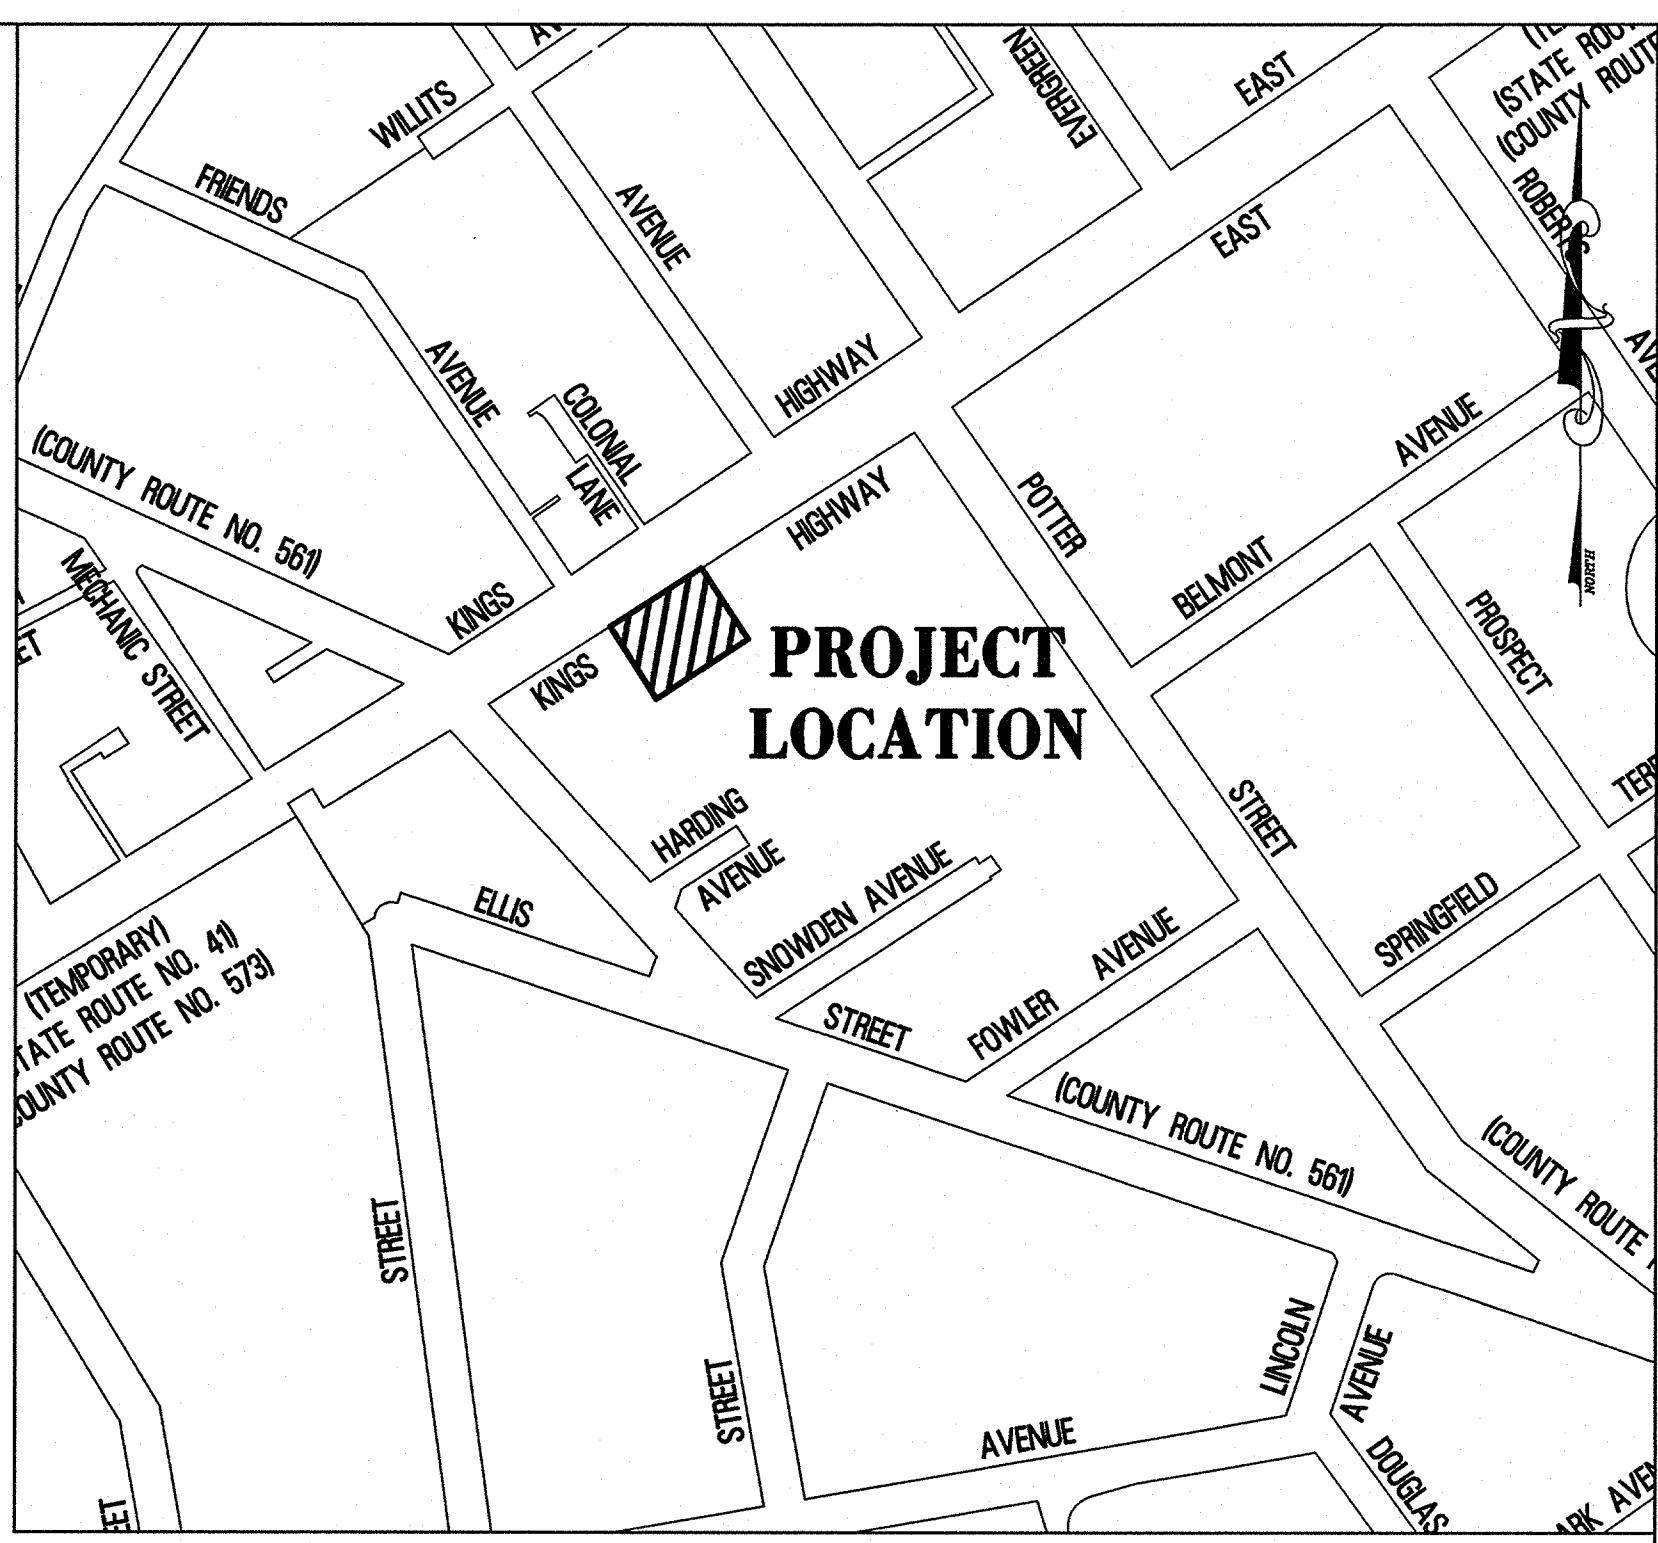 WILLITS
EVERGREEN
EAST
(STATE
(COUNTY
FRIENDS
AVENUE
EAST
HIGHWAY
AVENUE
COLONIAL
LANE
AVENUE
(COUNTY ROUTE NO. 561)
HIGHWAY
POTTER
BELMONT
NORTH
MECHANIC STREET
KINGS
KINGS
PROSPECT
PROJECT
LOCATION
HARDING
AVENUE
STREET
SNOWDEN AVENUE
ELLIS
SPRINGFIELD
(TEMPORARY)
STATE ROUTE NO. 41)
COUNTY ROUTE NO. 573)
STREET
FOWLER AVENUE
(COUNTY ROUTE NO. 561)
(COUNTY ROUTE
STREET
STREET
LINCOLN
AVENUE
AVENUE
DOUGLAS